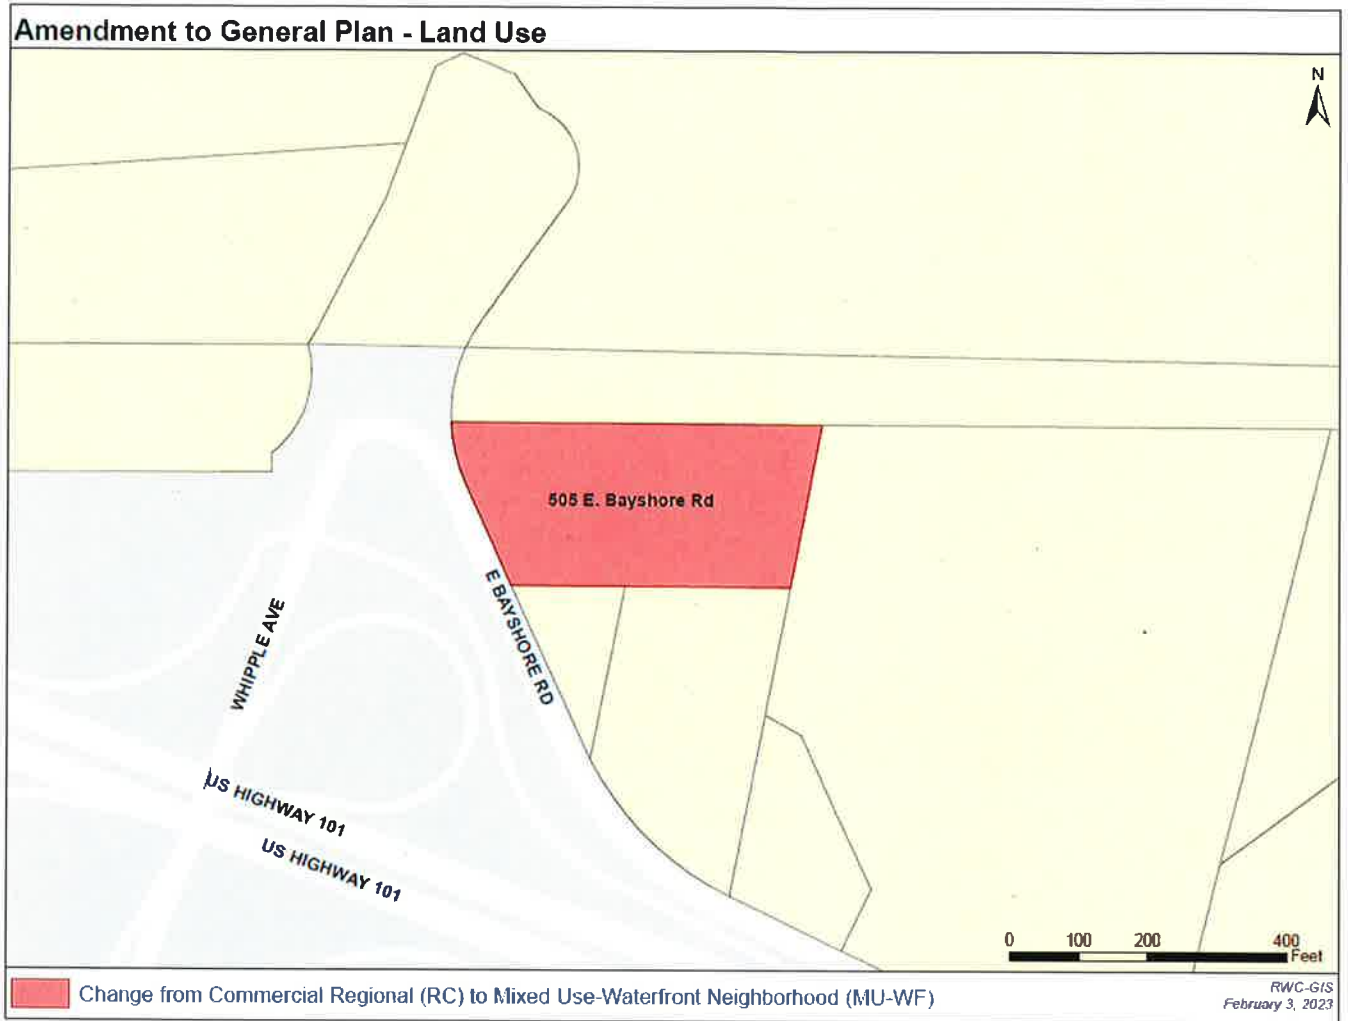 Amendment to General Plan - Land Use
N
505 E. Bayshore Rd
E BAYSHORE RD
WHIPPLE AVE
US HIGHWAY 101
US HIGHWAY 101
0 100 200 400
Feet
Change from Commercial Regional (RC) to Mixed Use-Waterfront Neighborhood (MU-WF)
RWC-GIS
February 3, 2023